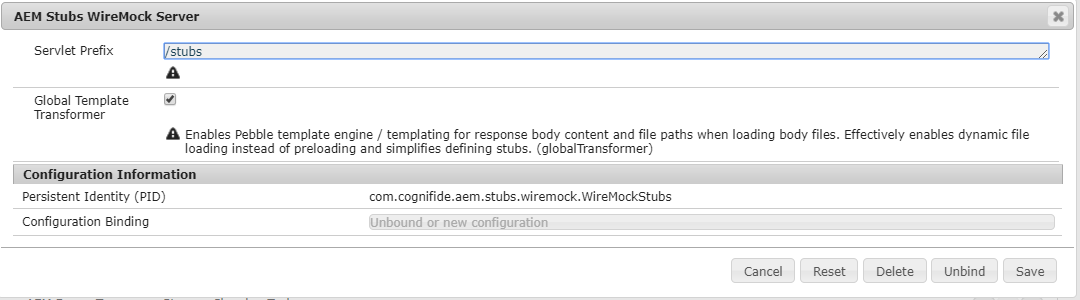 AEM Stubs WireMock Server
Servlet Prefix
/stubs
Global Template
Transformer
Enables Pebble template engine / templating for response body content and file paths when loading body files. Effectively enables dynamic file
loading instead of preloading and simplifies defining stubs. (globalTransformer)
Configuration Information
Persistent Identity (PID) com.cognifide.aem.stubs.wiremock.WireMockStubs
Configuration Binding Unbound or new configuration
Cancel Reset Delete Unbind Save